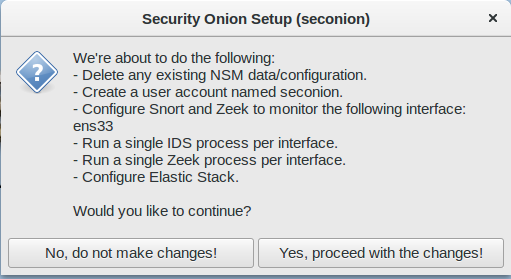 Security Onion Setup (seconion)
We're about to do the following:
- Delete any existing NSM data/configuration.
- Create a user account named seconion.
- Configure Snort and Zeek to monitor the following interface:
ens33
- Run a single IDS process per interface.
- Run a single Zeek process per interface.
- Configure Elastic Stack.
Would you like to continue?
No, do not make changes!
Yes, proceed with the changes!